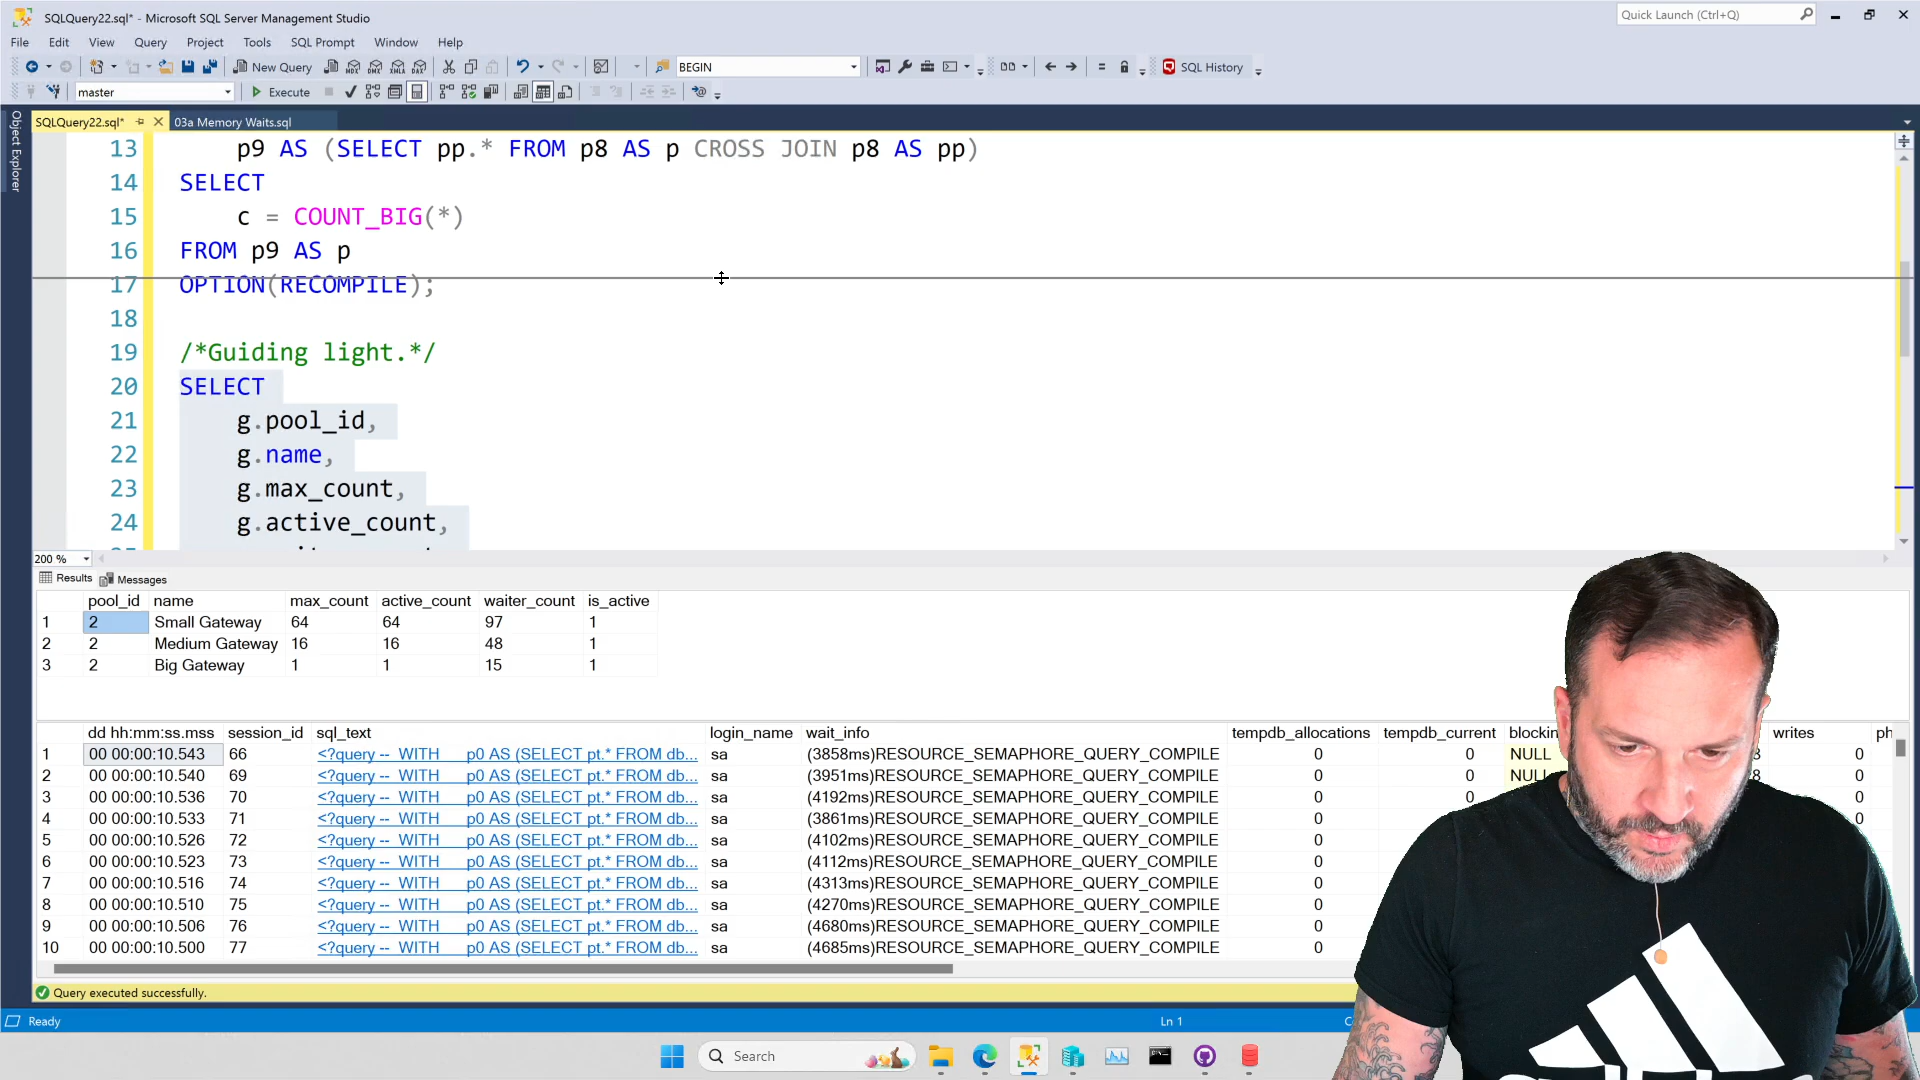 SQLQuery22.sql* - Microsoft SQL Server Management Studio
Quick Launch (Ctrl+Q)
File Edit View Query Project Tools SQL Prompt Window Help
New Query MDX DMX XMLA DAX BEGIN SQL History
master Execute
SQLQuery22.sql* 03a Memory Waits.sql
Object Explorer
13 p9 AS (SELECT pp.* FROM p8 AS p CROSS JOIN p8 AS pp)
14 SELECT
15 c = COUNT_BIG(*)
16 FROM p9 AS p
17 OPTION(RECOMPILE);
18
19 /*Guiding light.*/
20 SELECT
21 g.pool_id,
22 g.name,
23 g.max_count,
24 g.active_count,
200 %
Results Messages
pool_id name max_count active_count waiter_count is_active
1 2 Small Gateway 64 64 97 1
2 2 Medium Gateway 16 16 48 1
3 2 Big Gateway 1 1 15 1
dd hh:mm:ss.mss session_id sql_text login_name wait_info tempdb_allocations tempdb_current blockin writes ph
1 00 00:00:10.543 66 <?query -- WITH p0 AS (SELECT pt.* FROM db... sa (3858ms)RESOURCE_SEMAPHORE_QUERY_COMPILE 0 0 NULL 8 0
2 00 00:00:10.540 69 <?query -- WITH p0 AS (SELECT pt.* FROM db... sa (3951ms)RESOURCE_SEMAPHORE_QUERY_COMPILE 0 0 NULL 8 0
3 00 00:00:10.536 70 <?query -- WITH p0 AS (SELECT pt.* FROM db... sa (4192ms)RESOURCE_SEMAPHORE_QUERY_COMPILE 0 0 0
4 00 00:00:10.533 71 <?query -- WITH p0 AS (SELECT pt.* FROM db... sa (3861ms)RESOURCE_SEMAPHORE_QUERY_COMPILE 0 0
5 00 00:00:10.526 72 <?query -- WITH p0 AS (SELECT pt.* FROM db... sa (4102ms)RESOURCE_SEMAPHORE_QUERY_COMPILE 0
6 00 00:00:10.523 73 <?query -- WITH p0 AS (SELECT pt.* FROM db... sa (4112ms)RESOURCE_SEMAPHORE_QUERY_COMPILE 0
7 00 00:00:10.516 74 <?query -- WITH p0 AS (SELECT pt.* FROM db... sa (4313ms)RESOURCE_SEMAPHORE_QUERY_COMPILE 0
8 00 00:00:10.510 75 <?query -- WITH p0 AS (SELECT pt.* FROM db... sa (4270ms)RESOURCE_SEMAPHORE_QUERY_COMPILE 0
9 00 00:00:10.506 76 <?query -- WITH p0 AS (SELECT pt.* FROM db... sa (4680ms)RESOURCE_SEMAPHORE_QUERY_COMPILE 0
10 00 00:00:10.500 77 <?query -- WITH p0 AS (SELECT pt.* FROM db... sa (4685ms)RESOURCE_SEMAPHORE_QUERY_COMPILE 0
Query executed successfully.
Ready Ln 1
Search